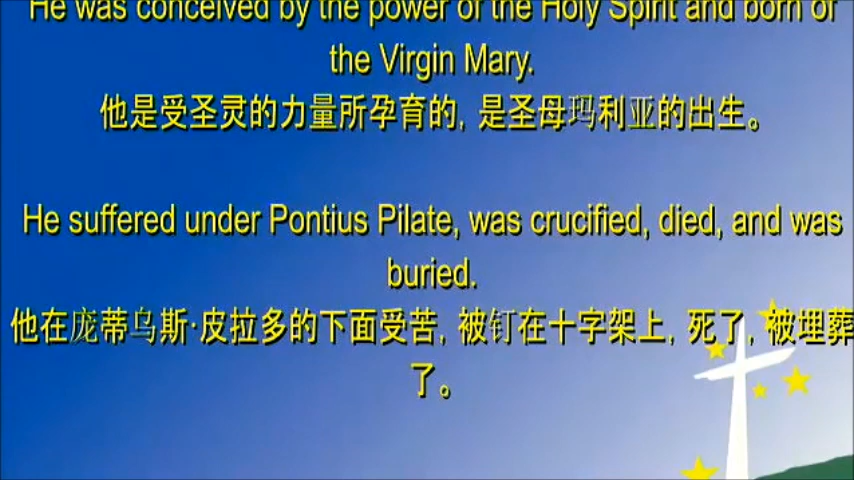 He was conceived by the power of the Holy Spirit and born of
the Virgin Mary.
他是受圣灵的力量所孕育的, 是圣母玛利亚的出生。
He suffered under Pontius Pilate, was crucified, died, and was
buried.
他在庞蒂乌斯·皮拉多的下面受苦, 被钉在十字架上, 死了, 被埋葬
了。